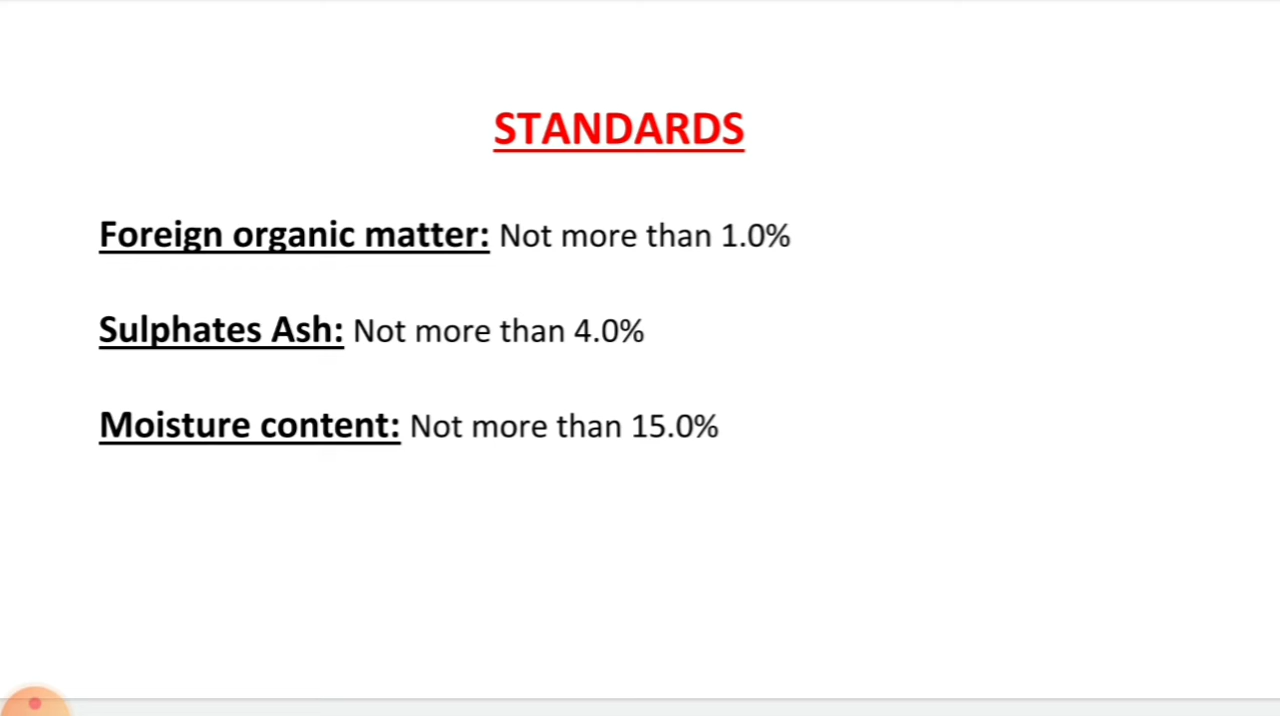 STANDARDS
Foreign organic matter: Not more than 1.0%
Sulphates Ash: Not more than 4.0%
Moisture content: Not more than 15.0%